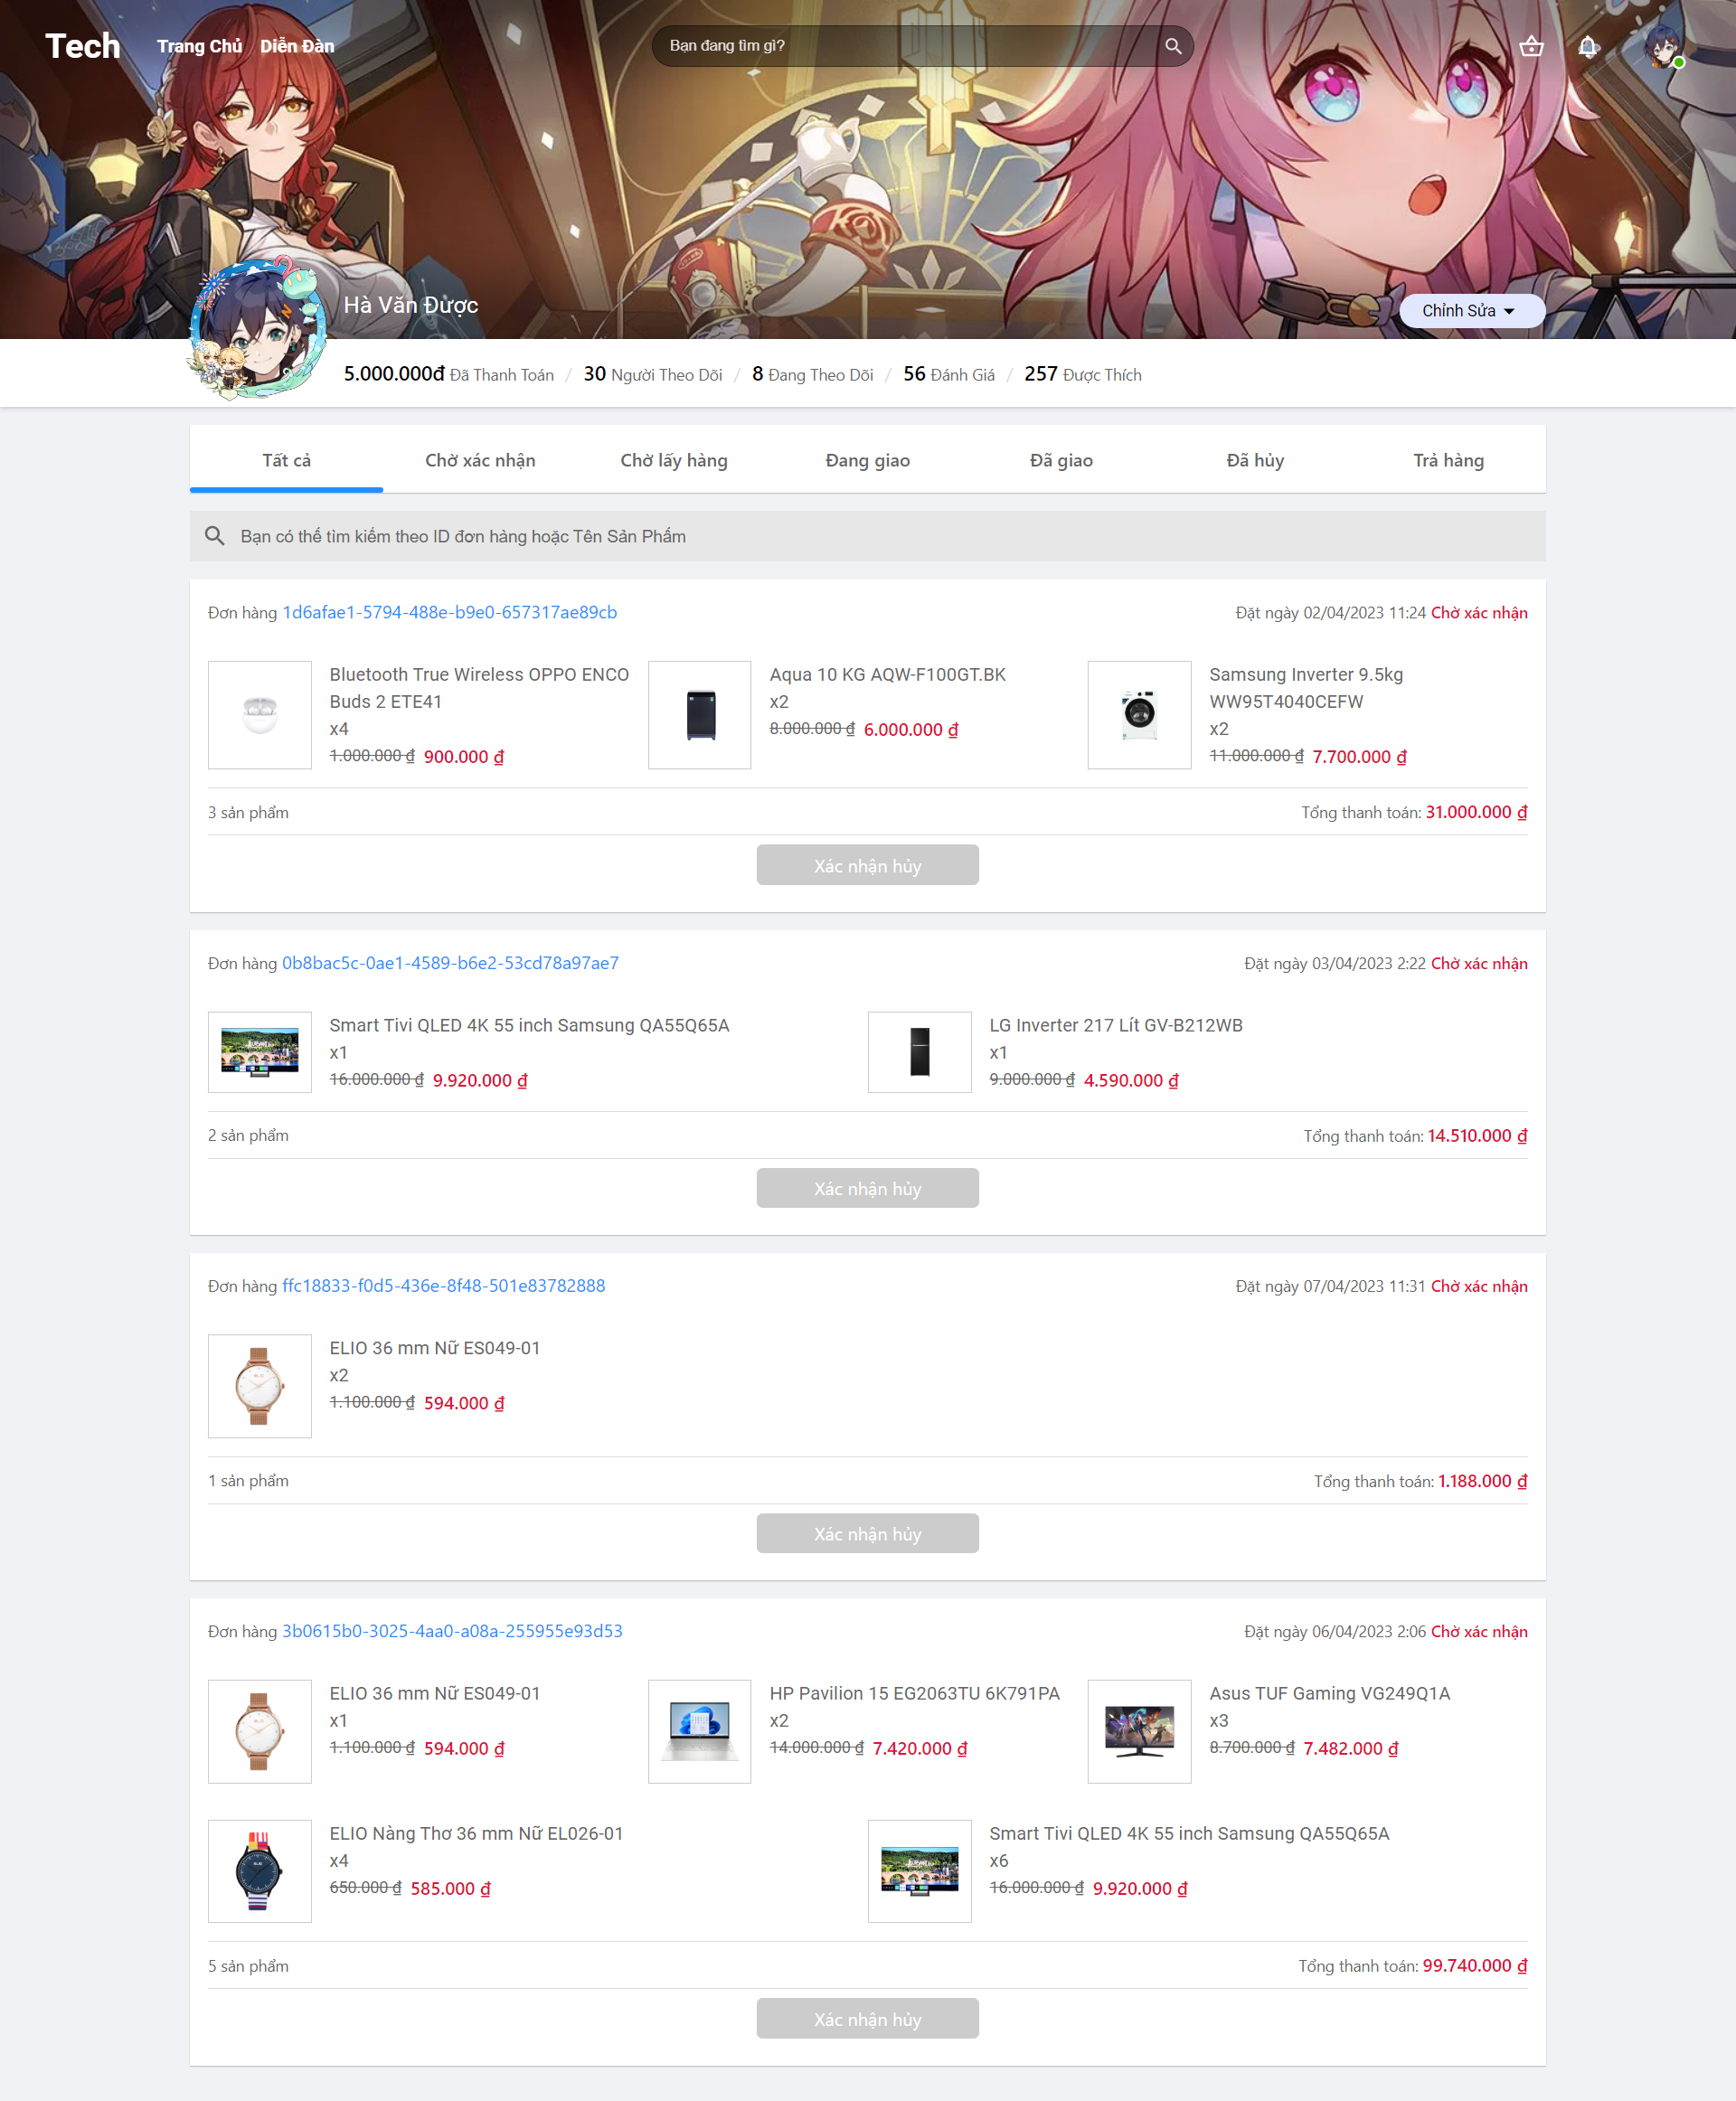 Tech Trang Chủ Diễn Đàn Bạn đang tìm gì?
Hà Văn Được
Chỉnh Sửa
5.000.000đ Đã Thanh Toán / 30 Người Theo Dõi / 8 Đang Theo Dõi / 56 Đánh Giá / 257 Được Thích
Tất cả Chờ xác nhận Chờ lấy hàng Đang giao Đã giao Đã hủy Trả hàng
Bạn có thể tìm kiếm theo ID đơn hàng hoặc Tên Sản Phẩm
Đơn hàng 1d6afae1-5794-488e-b9e0-657317ae89cb Đặt ngày 02/04/2023 11:24 Chờ xác nhận
Bluetooth True Wireless OPPO ENCO
Buds 2 ETE41
x4
1.000.000 ₫ 900.000 ₫
Aqua 10 KG AQW-F100GT.BK
x2
8.000.000 ₫ 6.000.000 ₫
Samsung Inverter 9.5kg
WW95T4040CEFW
x2
11.000.000 ₫ 7.700.000 ₫
3 sản phẩm Tổng thanh toán: 31.000.000 ₫
Xác nhận hủy
Đơn hàng 0b8bac5c-0ae1-4589-b6e2-53cd78a97ae7 Đặt ngày 03/04/2023 2:22 Chờ xác nhận
Smart Tivi QLED 4K 55 inch Samsung QA55Q65A
x1
16.000.000 ₫ 9.920.000 ₫
LG Inverter 217 Lít GV-B212WB
x1
9.000.000 ₫ 4.590.000 ₫
2 sản phẩm Tổng thanh toán: 14.510.000 ₫
Xác nhận hủy
Đơn hàng ffc18833-f0d5-436e-8f48-501e83782888 Đặt ngày 07/04/2023 11:31 Chờ xác nhận
ELIO 36 mm Nữ ES049-01
x2
1.100.000 ₫ 594.000 ₫
1 sản phẩm Tổng thanh toán: 1.188.000 ₫
Xác nhận hủy
Đơn hàng 3b0615b0-3025-4aa0-a08a-255955e93d53 Đặt ngày 06/04/2023 2:06 Chờ xác nhận
ELIO 36 mm Nữ ES049-01
x1
1.100.000 ₫ 594.000 ₫
HP Pavilion 15 EG2063TU 6K791PA
x2
14.000.000 ₫ 7.420.000 ₫
Asus TUF Gaming VG249Q1A
x3
8.700.000 ₫ 7.482.000 ₫
ELIO Nàng Thơ 36 mm Nữ EL026-01
x4
650.000 ₫ 585.000 ₫
Smart Tivi QLED 4K 55 inch Samsung QA55Q65A
x6
16.000.000 ₫ 9.920.000 ₫
5 sản phẩm Tổng thanh toán: 99.740.000 ₫
Xác nhận hủy